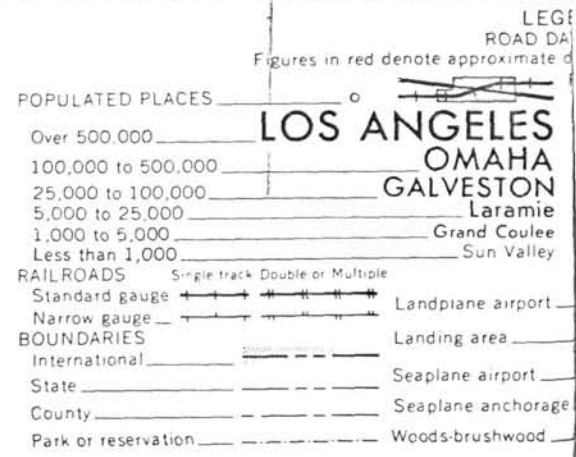 LEGE
ROAD DA
Figures in red denote approximate d
POPULATED PLACES
Over 500,000 LOS ANGELES
100,000 to 500,000 OMAHA
25,000 to 100,000 GALVESTON
5,000 to 25,000 Laramie
1,000 to 5,000 Grand Coulee
Less than 1,000 Sun Valley
RAILROADS Single track Double or Multiple
Standard gauge
Narrow gauge
BOUNDARIES
International
State
County
Park or reservation
Landplane airport
Landing area
Seaplane airport
Seaplane anchorage
Woods-brushwood